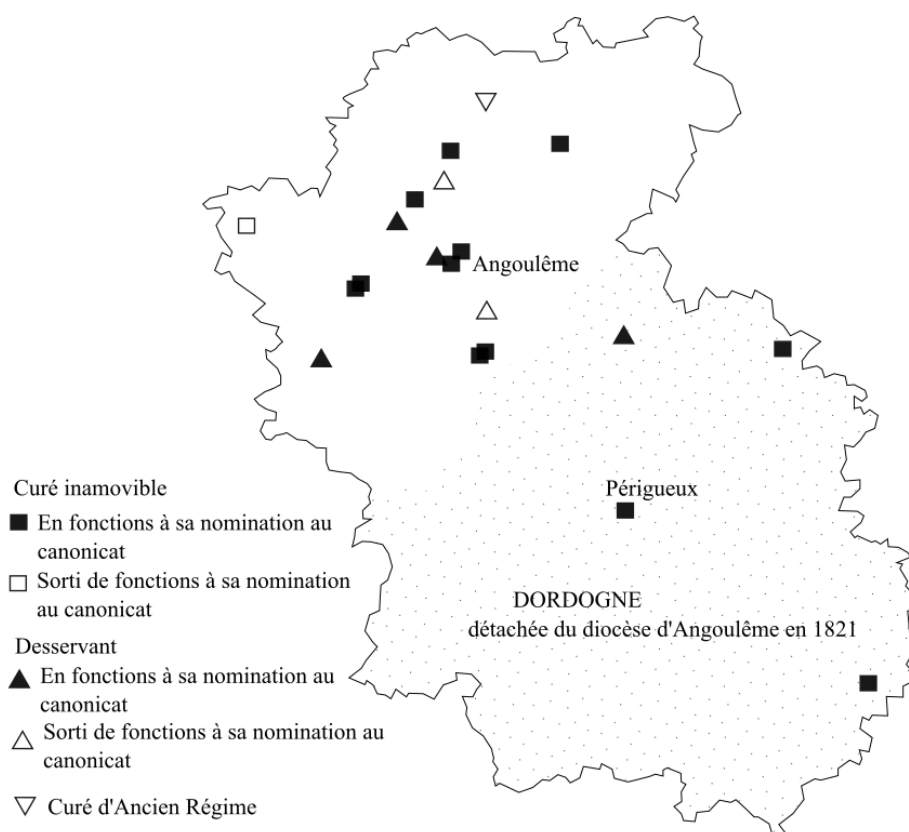 Angoulême
Périgueux
DORDOGNE
détachée du diocèse d'Angoulême en 1821
Curé inamovible
En fonctions à sa nomination au
canonicat
Sorti de fonctions à sa nomination
au canonicat
Desservant
En fonctions à sa nomination au
canonicat
Sorti de fonctions à sa nomination au
canonicat
Curé d'Ancien Régime